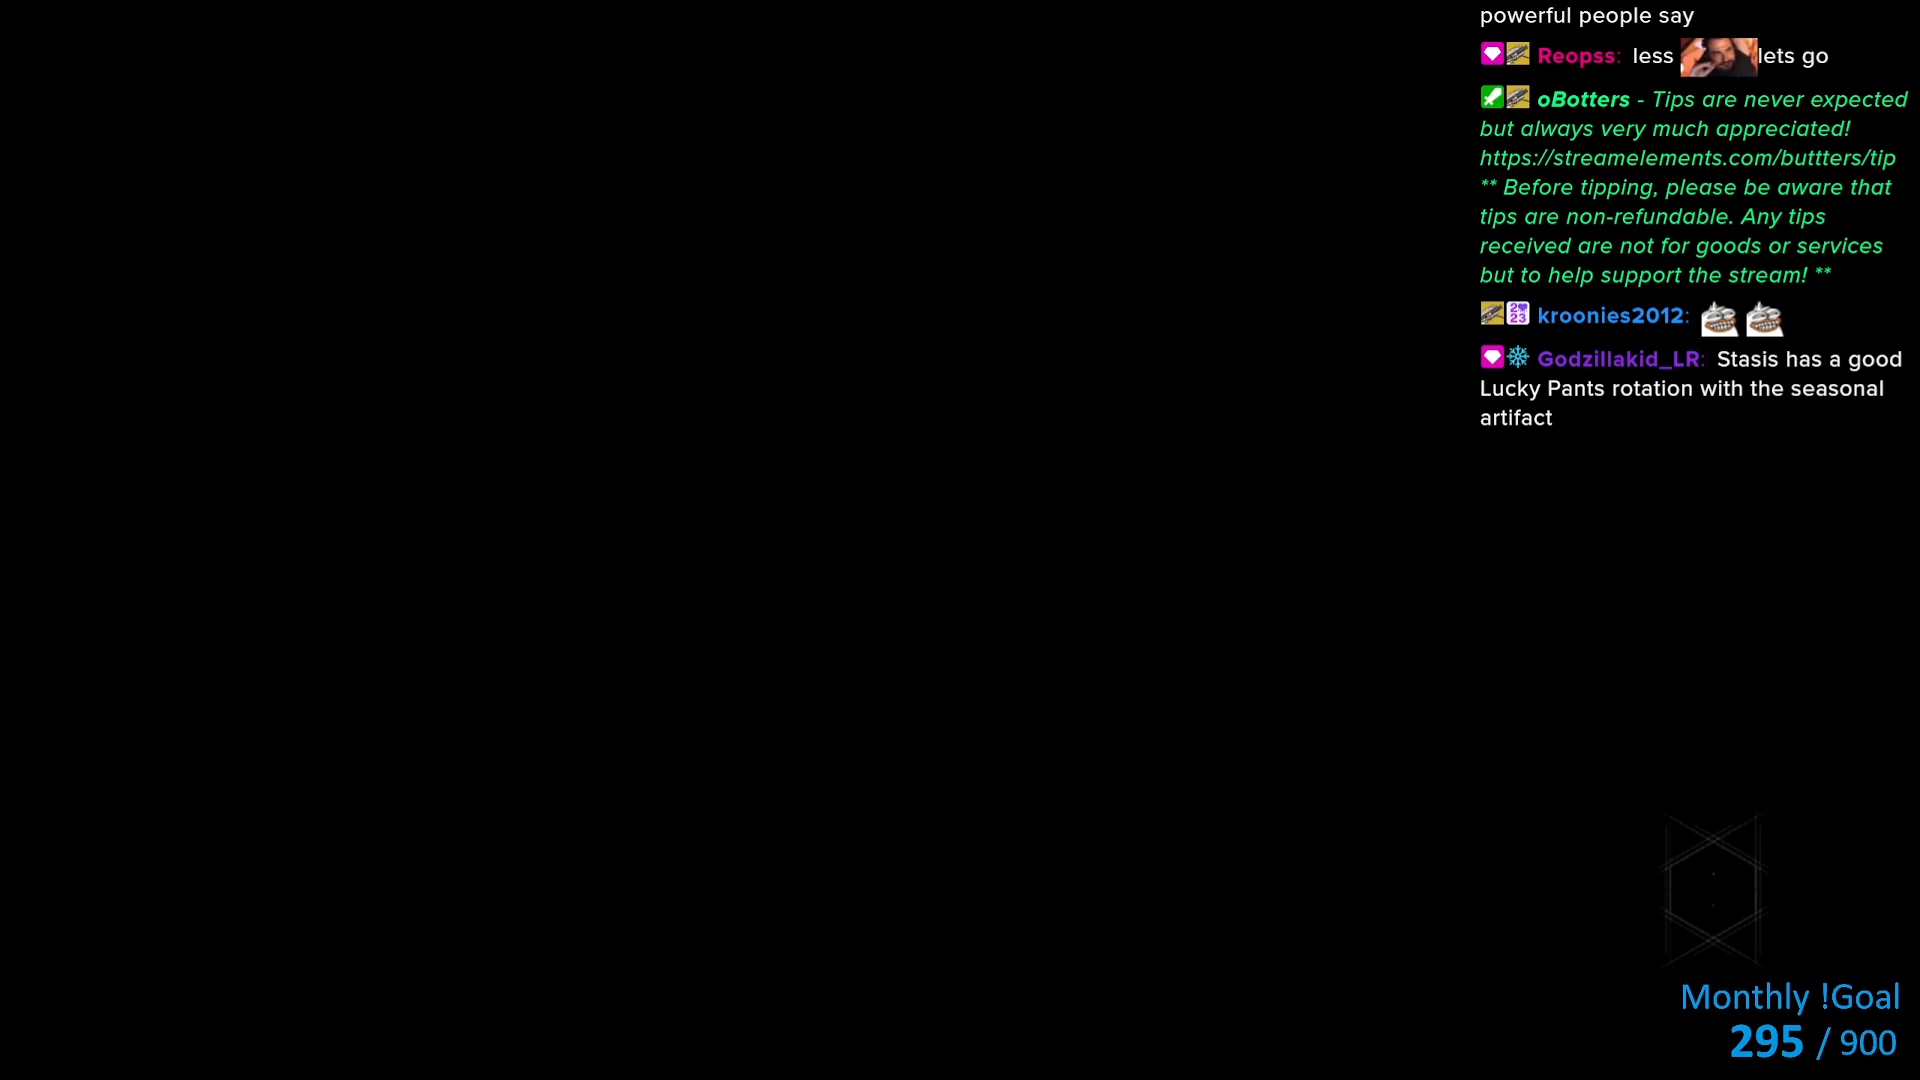 powerful people say
Reopss: less lets go
oBotters - Tips are never expected
but always very much appreciated!
https://streamelements.com/buttters/tip
** Before tipping, please be aware that
tips are non-refundable. Any tips
received are not for goods or services
but to help support the stream! **
2 23 kroonies2012:
Godzillakid_LR: Stasis has a good
Lucky Pants rotation with the seasonal
artifact
Monthly !Goal
295 / 900